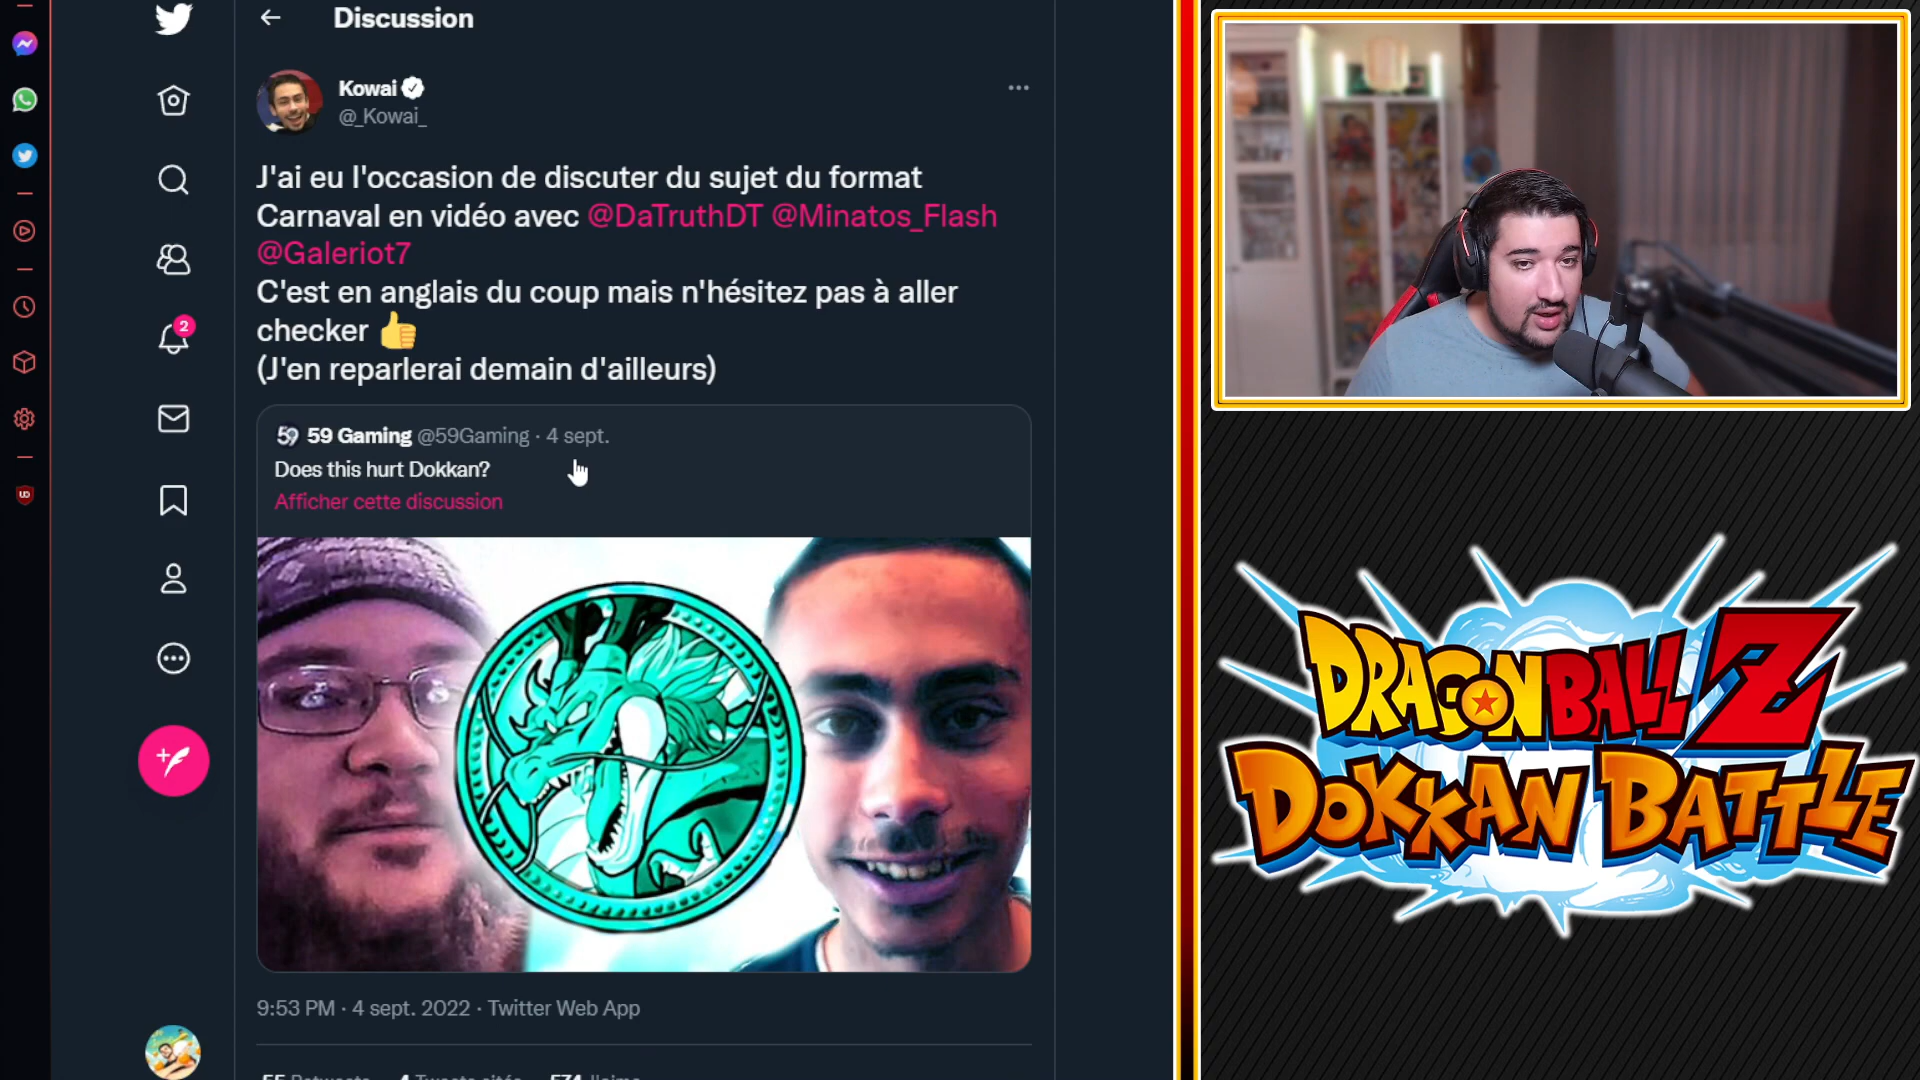 Discussion
Kowai
@_Kowai_
J'ai eu l'occasion de discuter du sujet du format
Carnaval en vidéo avec @DaTruthDT @Minatos_Flash
@Galeriot7
C'est en anglais du coup mais n'hésitez pas à aller
checker
(J'en reparlerai demain d'ailleurs)
59 59 Gaming @59Gaming · 4 sept.
Does this hurt Dokkan?
Afficher cette discussion
9:53 PM · 4 sept. 2022 · Twitter Web App
2
DRAGON BALL Z
DOKKAN BATTLE